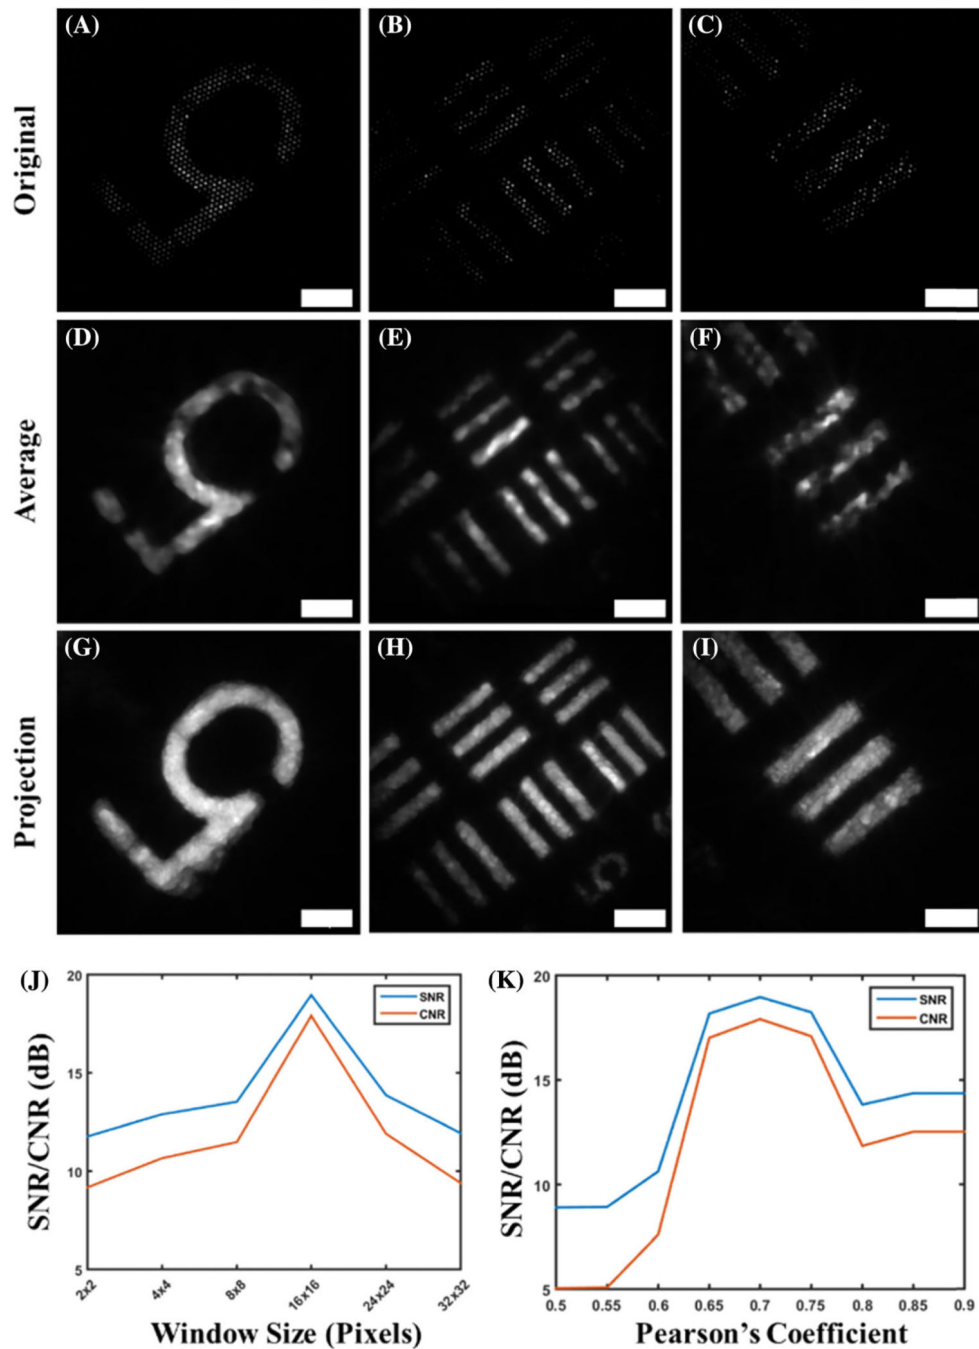 (A)
(B)
(C)
Original
(D)
(E)
(F)
Average
(G)
(H)
(I)
Projection
(J)
20
15
10
5
SNR/CNR (dB)
SNR
CNR
2x2
4x4
8x8
16x16
24x24
32x32
Window Size (Pixels)
(K)
20
15
10
5
SNR/CNR (dB)
SNR
CNR
0.5 0.55 0.6 0.65 0.7 0.75 0.8 0.85 0.9
Pearson's Coefficient